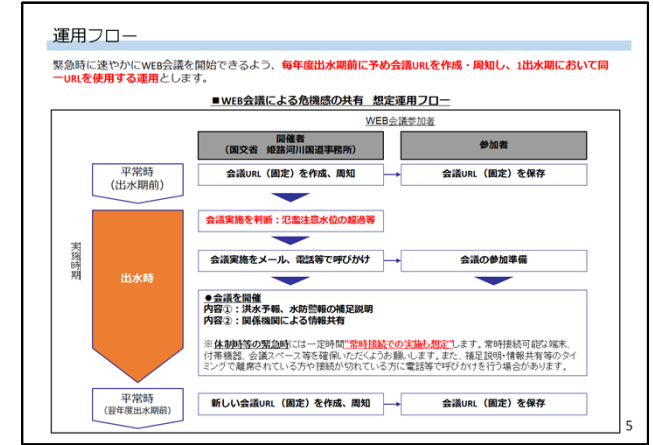 運用フロー
緊急時に速やかにWEB会議を開始できるよう、毎年度出水期前に予め会議URLを作成・周知し、1出水期において同
一URLを使用する運用とします。
■WEB会議による危機感の共有 想定運用フロー
WEB会議参加者
開催者
(国交省 姫路河川国道事務所)
参加者
平常時
(出水期前)
会議URL(固定)を作成、周知
会議URL(固定)を保存
会議実施を判断:氾濫注意水位の超過等
実施時期
出水時
会議実施をメール、電話等で呼びかけ
会議の参加準備
●会議を開催
内容①:洪水予報、水防警報の補足説明
内容②:関係機関による情報共有
※体制時等の緊急時には一定時間"常時接続での実施も想定"します。常時接続可能な端末、
付帯機器、会議スペース等を確保いただくようお願いします。また、補足説明・情報共有等のタイ
ミングで離席されている方や接続が切れている方に電話等で呼びかけを行う場合があります。
平常時
(翌年度出水期前)
新しい会議URL(固定)を作成、周知
会議URL(固定)を保存
5